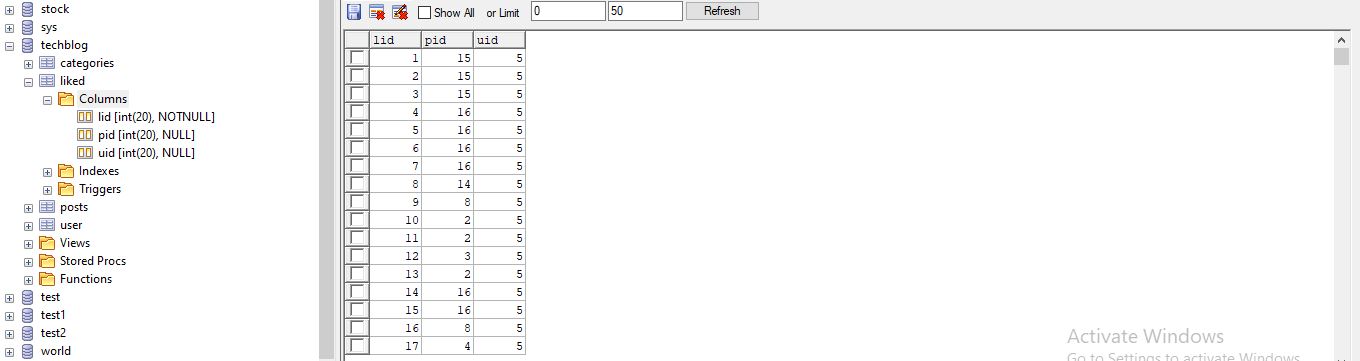 stock
sys
techblog
categories
liked
Columns
lid [int(20), NOTNULL]
pid [int(20), NULL]
uid [int(20), NULL]
Indexes
Triggers
posts
user
Views
Stored Procs
Functions
test
test1
test2
world
Show All or Limit 0 50 Refresh
lid pid uid
1 15 5
2 15 5
3 15 5
4 16 5
5 16 5
6 16 5
7 16 5
8 14 5
9 8 5
10 2 5
11 2 5
12 3 5
13 2 5
14 16 5
15 16 5
16 8 5
17 4 5
Activate Windows
Go to Settings to activate Windows.